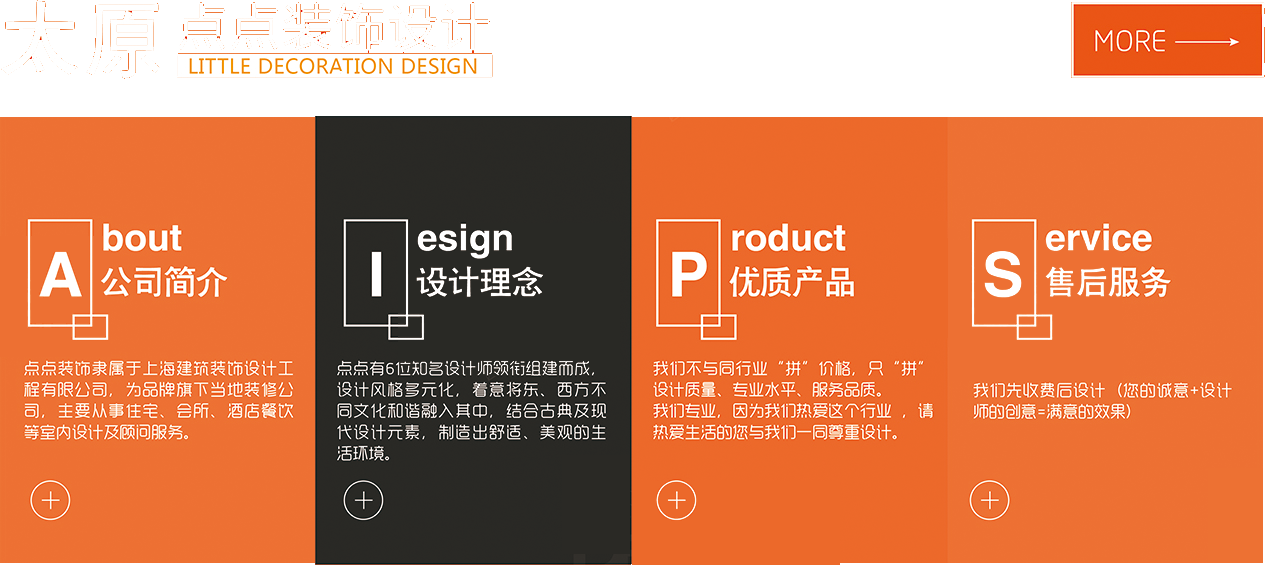 太原 点点装饰设计
LITTLE DECORATION DESIGN
MORE
About
公司简介
点点装饰隶属于上海建筑装饰设计工
程有限公司，为品牌旗下当地装修公
司，主要从事住宅、会所、酒店餐饮
等室内设计及顾问服务。
Iesign
设计理念
点点有6位知名设计师领衔组建而成，
设计风格多元化，着意将东、西方不
同文化和谐融入其中，结合古典及现
代设计元素，制造出舒适、美观的生
活环境。
Product
优质产品
我们不与同行业“拼”价格，只“拼”
设计质量、专业水平、服务品质。
我们专业，因为我们热爱这个行业 ，请
热爱生活的您与我们一同尊重设计。
Service
售后服务
我们先收费后设计（您的诚意+设计
师的创意=满意的效果）